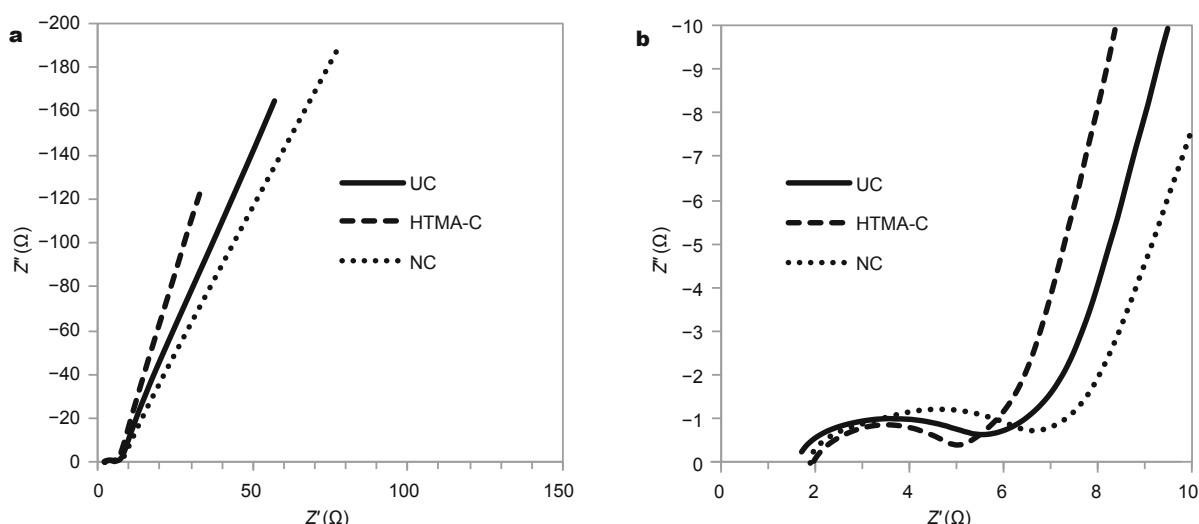 a
−200
−180
−160
−140
−120
−100
−80
−60
−40
−20
0
Z″ (Ω)
UC
HTMA-C
NC
0 50 100 150
Z′ (Ω)
b
−10
−9
−8
−7
−6
−5
−4
−3
−2
−1
0
Z″ (Ω)
UC
HTMA-C
NC
0 2 4 6 8 10
Z′ (Ω)